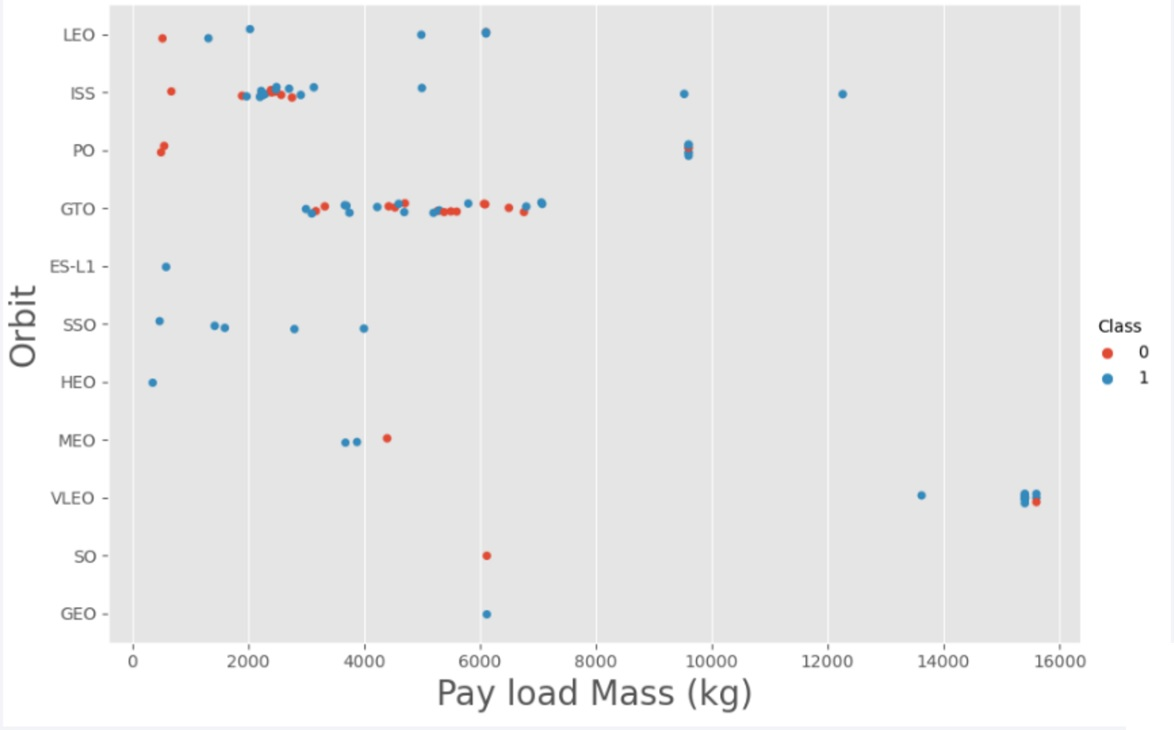 LEO
ISS
PO
GTO
ES-L1
SSO
HEO
MEO
VLEO
SO
GEO
Orbit
0 2000 4000 6000 8000 10000 12000 14000 16000
Pay load Mass (kg)
Class
0
1